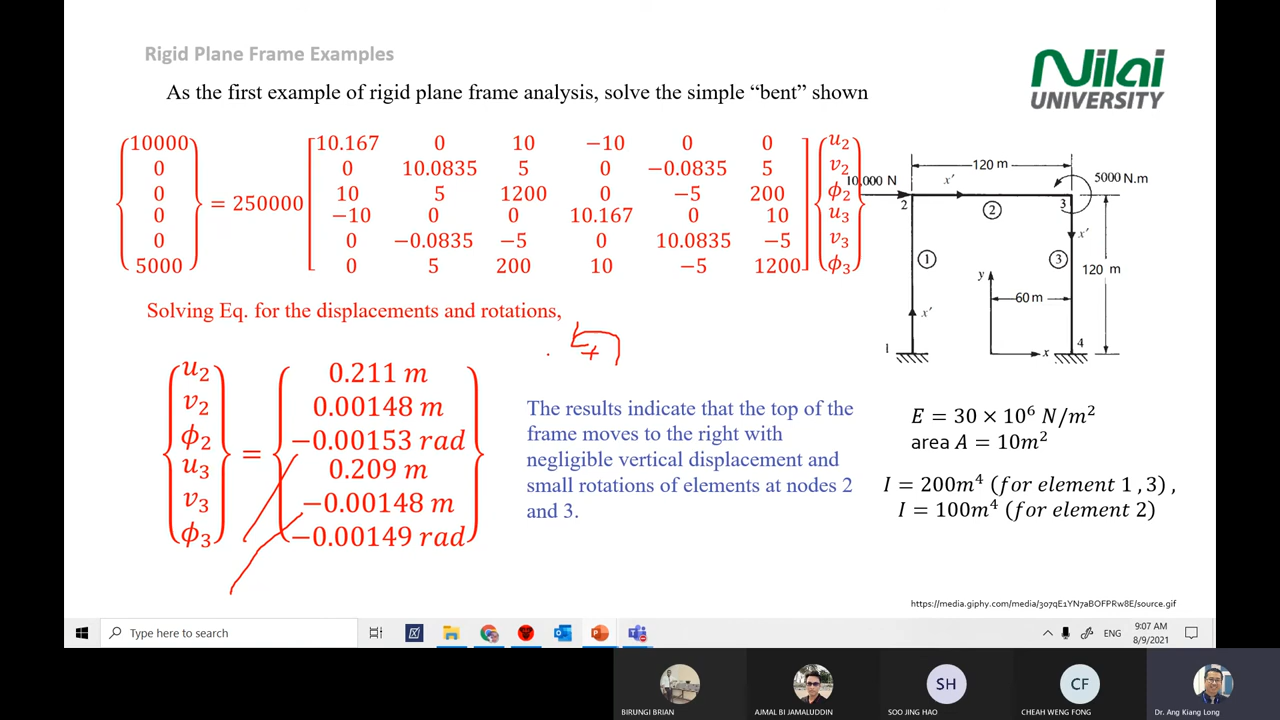 Rigid Plane Frame Examples
Nilai
UNIVERSITY
As the first example of rigid plane frame analysis, solve the simple “bent” shown
10000 10.167 0 10 −10 0 0 u2
0 0 10.0835 5 0 −0.0835 5 v2
0 10 5 1200 0 −5 200 ϕ2
= 250000
0 −10 0 0 10.167 0 10 u3
0 0 −0.0835 −5 0 10.0835 −5 v3
5000 0 5 200 10 −5 1200 ϕ3
120 m
10,000 N
x'
5000 N.m
2
3
2
x'
1
3
120 m
y
60 m
x'
1
4
x
Solving Eq. for the displacements and rotations,
+
u2 0.211 m
v2 0.00148 m
ϕ2 −0.00153 rad
=
u3 0.209 m
v3 −0.00148 m
ϕ3 −0.00149 rad
The results indicate that the top of the
frame moves to the right with
negligible vertical displacement and
small rotations of elements at nodes 2
and 3.
E = 30 × 10⁶ N/m²
area A = 10m²
I = 200m⁴ (for element 1 ,3) ,
I = 100m⁴ (for element 2)
https://media.giphy.com/media/307qE1YN7aBOFPRw8E/source.gif
Type here to search
ENG
9:07 AM
8/9/2021
BIRUNGI BRIAN
AJMAL BI JAMALUDDIN
SH
SOO JING HAO
CF
CHEAH WENG FONG
Dr. Ang Kiang Long